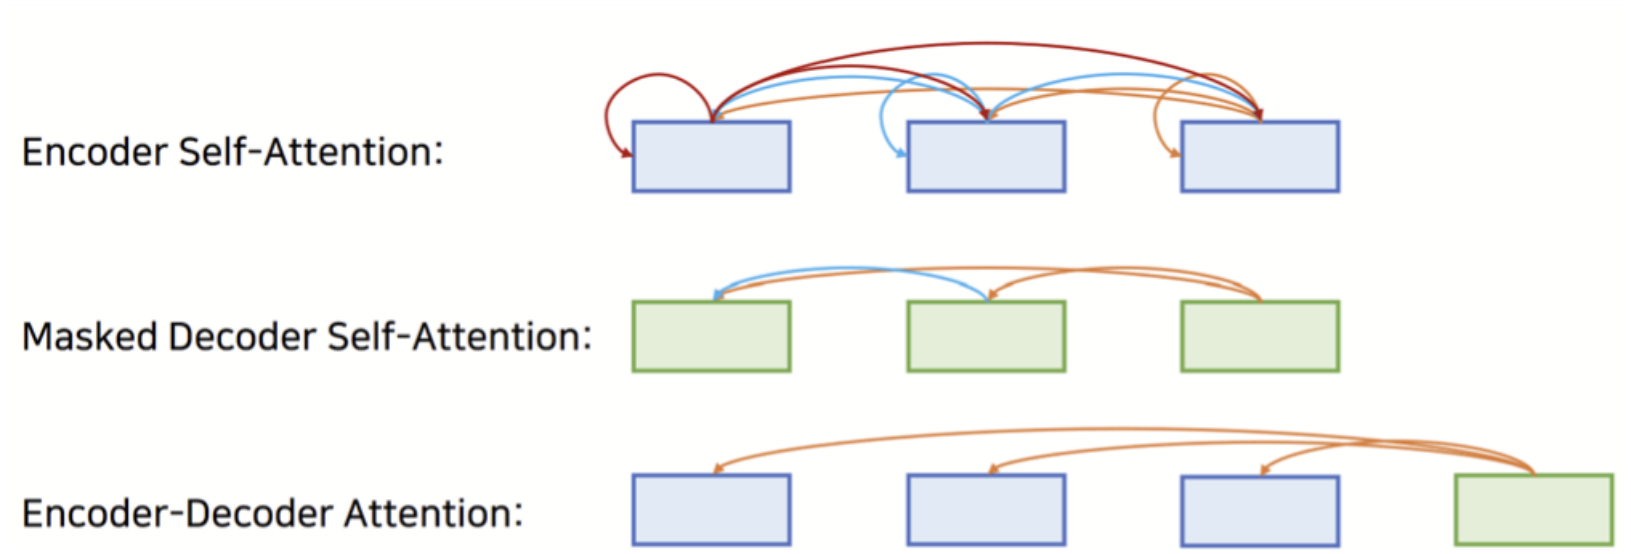 Encoder Self-Attention:
Masked Decoder Self-Attention:
Encoder-Decoder Attention: